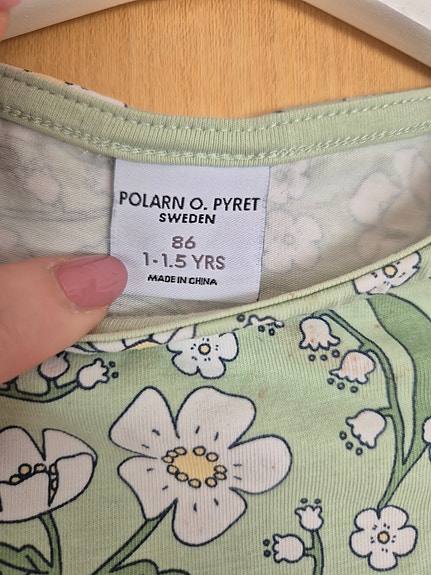 POLARN O. PYRET
SWEDEN
86
1-1.5 YRS
MADE IN CHINA